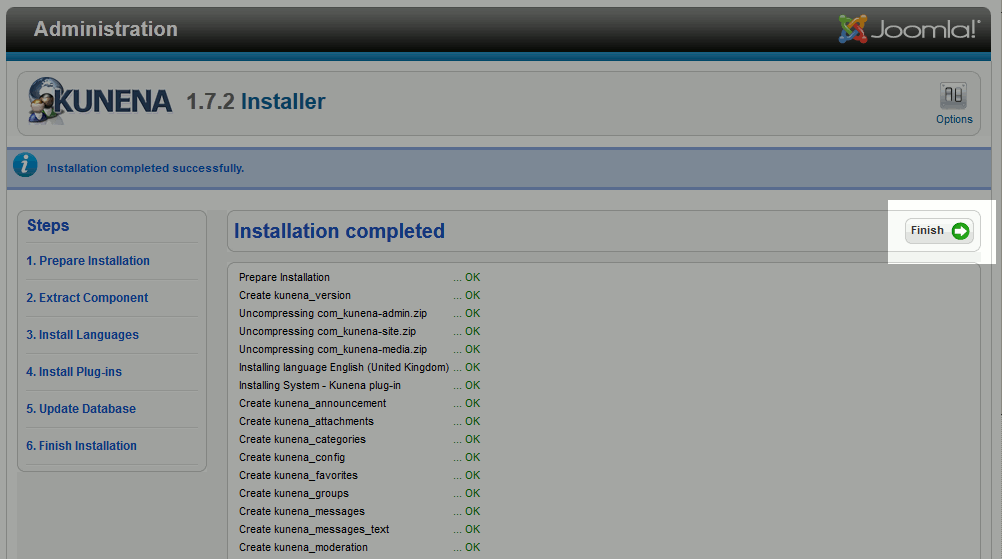 Administration
Joomla!
KUNENA 1.7.2 Installer
Options
Installation completed successfully.
Steps
1. Prepare Installation
2. Extract Component
3. Install Languages
4. Install Plug-ins
5. Update Database
6. Finish Installation
Installation completed
Finish
Prepare Installation ... OK
Create kunena_version ... OK
Uncompressing com_kunena-admin.zip ... OK
Uncompressing com_kunena-site.zip ... OK
Uncompressing com_kunena-media.zip ... OK
Installing language English (United Kingdom) ... OK
Installing System - Kunena plug-in ... OK
Create kunena_announcement ... OK
Create kunena_attachments ... OK
Create kunena_categories ... OK
Create kunena_config ... OK
Create kunena_favorites ... OK
Create kunena_groups ... OK
Create kunena_messages ... OK
Create kunena_messages_text ... OK
Create kunena_moderation ... OK